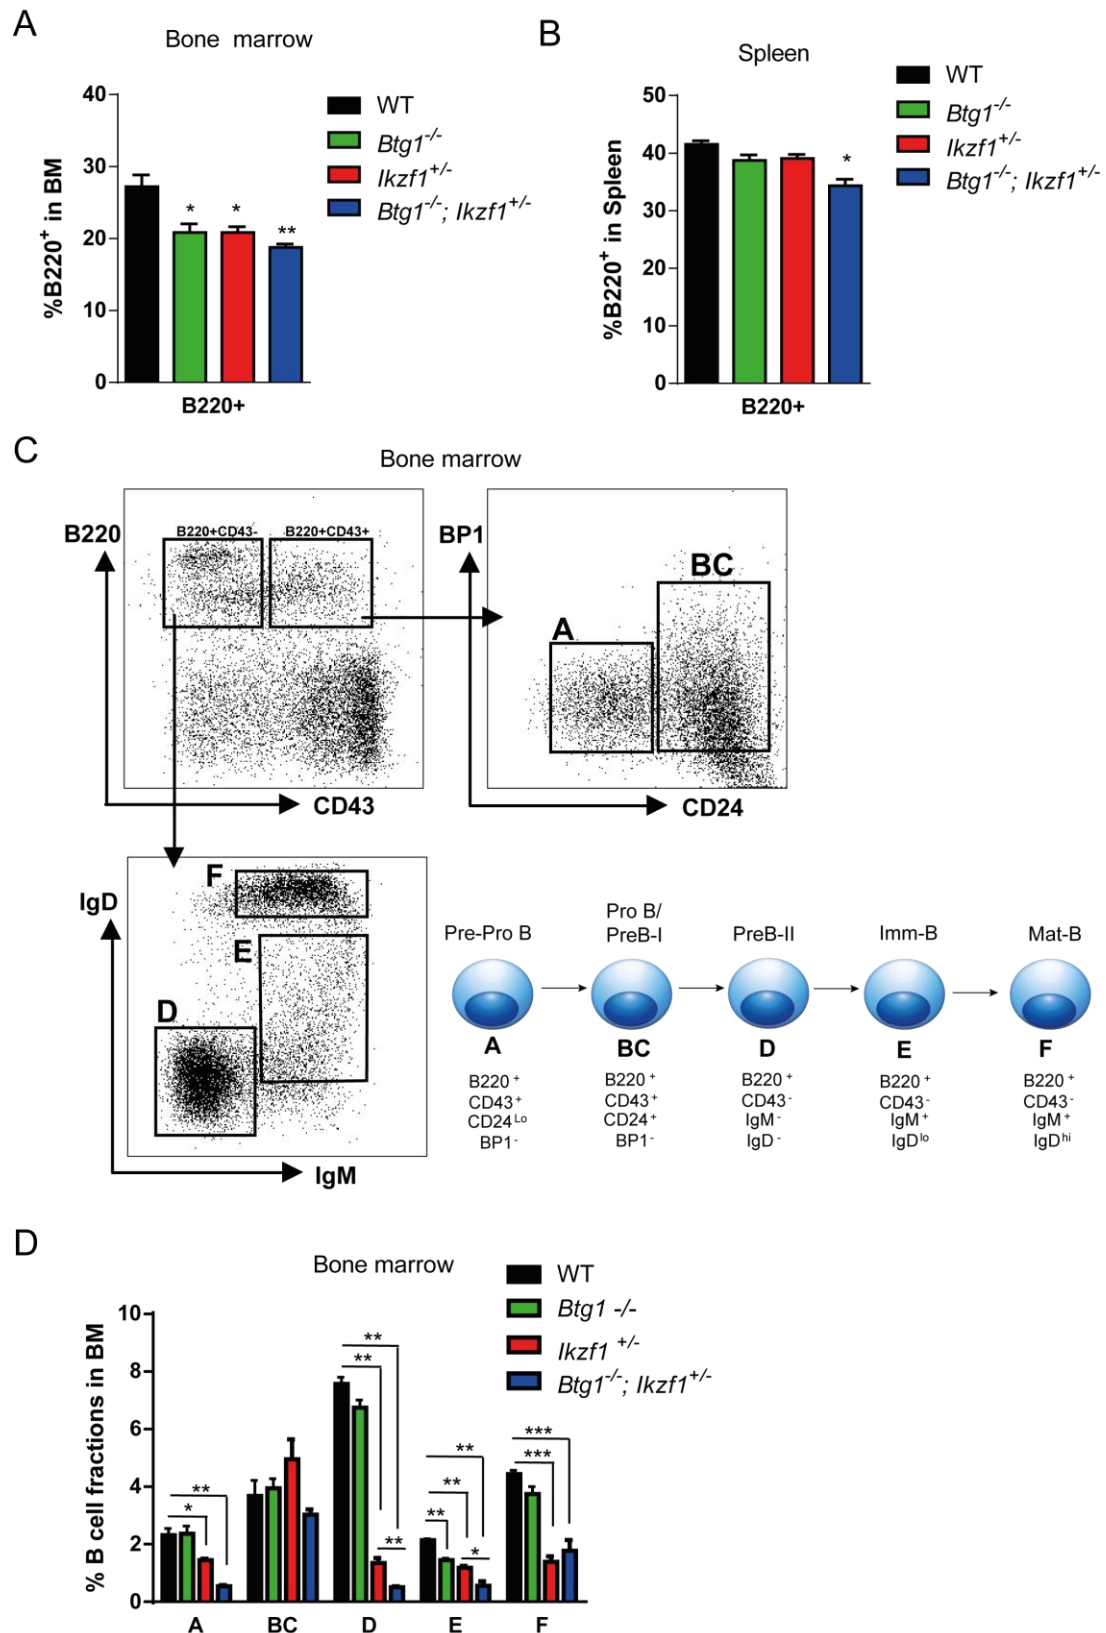 A
Bone marrow
%B220+ in BM
40
30
20
10
0
* * **
B220+
WT
Btg1-/-
Ikzf1+/-
Btg1-/-; Ikzf1+/-
B
Spleen
%B220+ in Spleen
50
40
30
20
10
0
*
B220+
WT
Btg1-/-
Ikzf1+/-
Btg1-/-; Ikzf1+/-
C
Bone marrow
B220
B220+CD43-
B220+CD43+
CD43
BP1
A
BC
CD24
IgD
F
E
D
IgM
Pre-Pro B
Pro B/
PreB-I
PreB-II
Imm-B
Mat-B
A
B220 +
CD43+
CD24 Lo
BP1-
BC
B220 +
CD43+
CD24+
BP1-
D
B220 +
CD43-
IgM -
IgD -
E
B220 +
CD43-
IgM+
IgDlo
F
B220 +
CD43-
IgM +
IgDhi
D
Bone marrow
WT
Btg1 -/-
Ikzf1 +/-
Btg1-/-; Ikzf1+/-
% B cell fractions in BM
10
8
6
4
2
0
**
*
**
**
**
**
**
**
*
***
***
A BC D E F